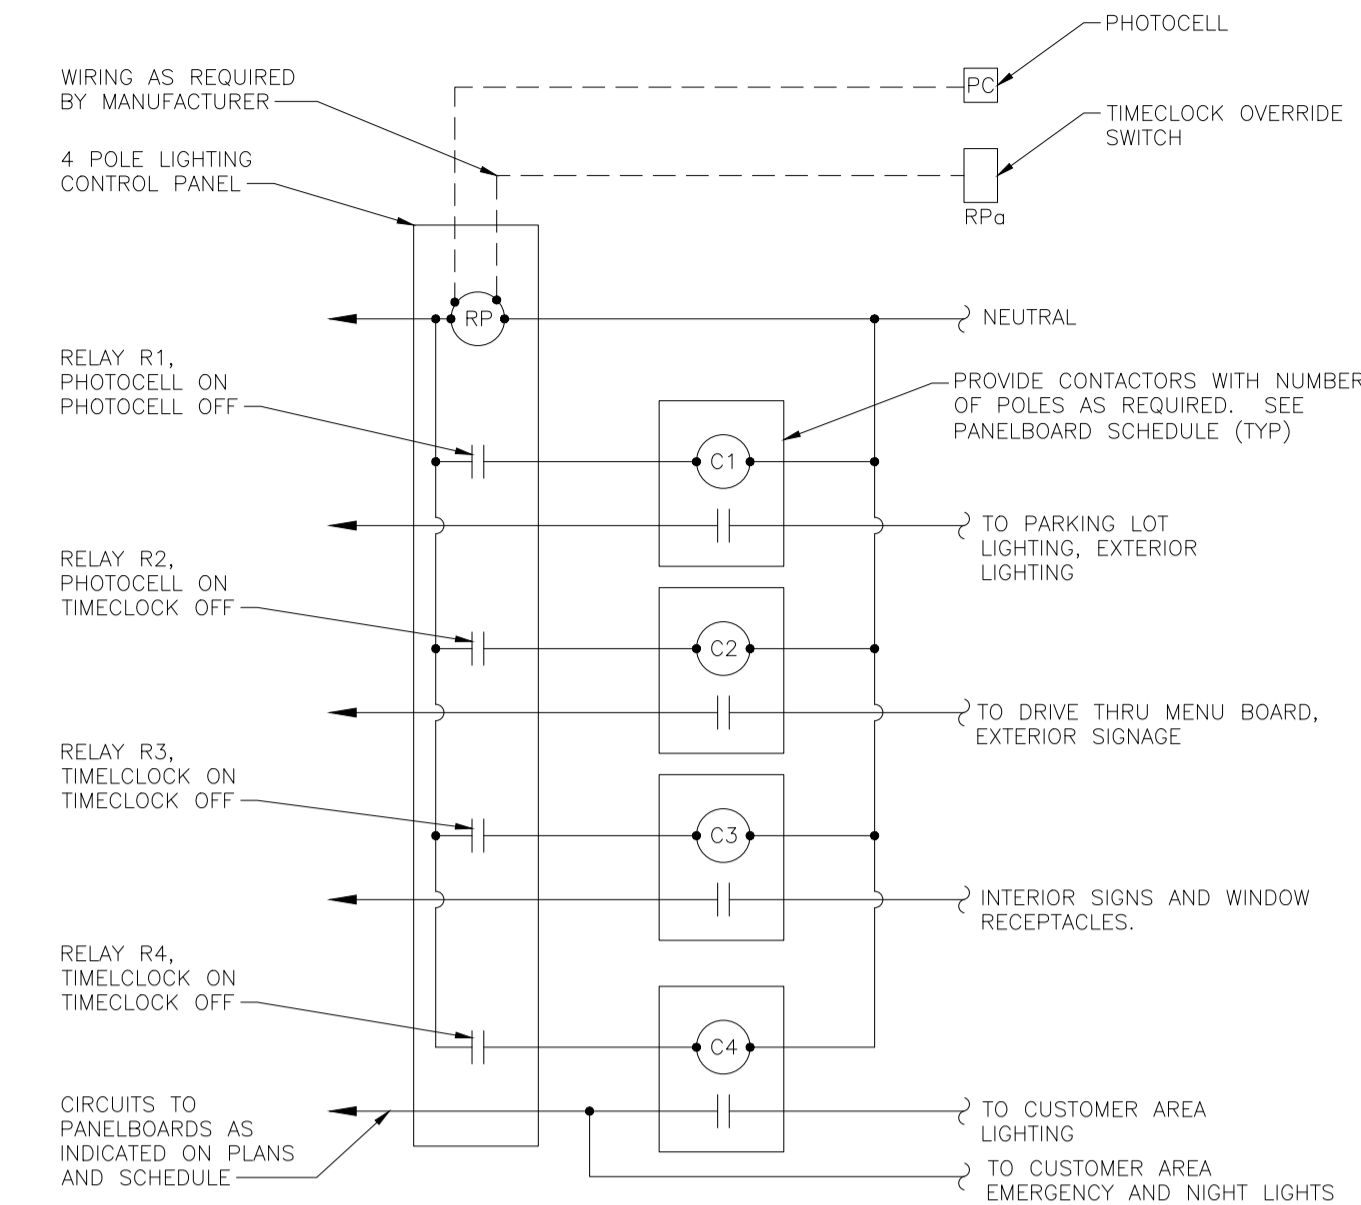 PHOTOCELL
WIRING AS REQUIRED
BY MANUFACTURER
PC
TIMECLOCK OVERRIDE
SWITCH
4 POLE LIGHTING
CONTROL PANEL
RPa
RP
NEUTRAL
RELAY R1,
PHOTOCELL ON
PHOTOCELL OFF
PROVIDE CONTACTORS WITH NUMBER
OF POLES AS REQUIRED. SEE
PANELBOARD SCHEDULE (TYP)
C1
TO PARKING LOT
LIGHTING, EXTERIOR
LIGHTING
RELAY R2,
PHOTOCELL ON
TIMECLOCK OFF
C2
TO DRIVE THRU MENU BOARD,
EXTERIOR SIGNAGE
RELAY R3,
TIMELCLOCK ON
TIMECLOCK OFF
C3
INTERIOR SIGNS AND WINDOW
RECEPTACLES.
RELAY R4,
TIMELCLOCK ON
TIMECLOCK OFF
C4
CIRCUITS TO
PANELBOARDS AS
INDICATED ON PLANS
AND SCHEDULE
TO CUSTOMER AREA
LIGHTING
TO CUSTOMER AREA
EMERGENCY AND NIGHT LIGHTS